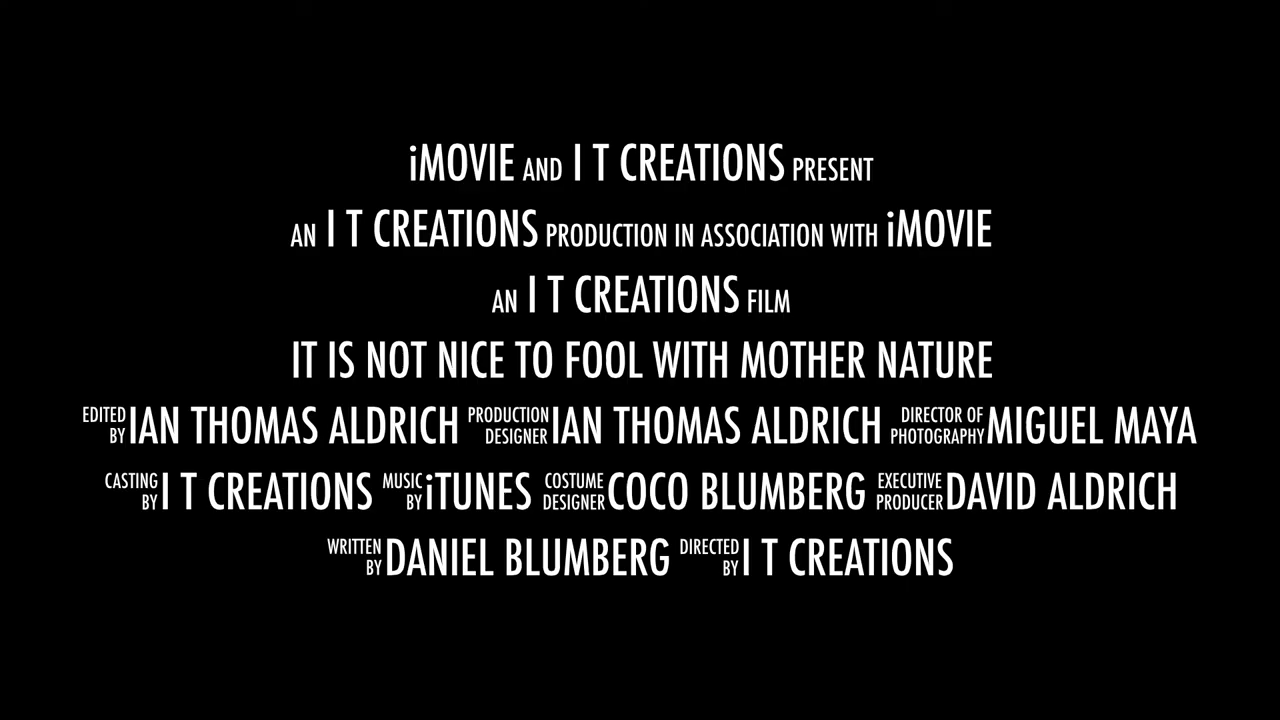 iMOVIE AND I T CREATIONS PRESENT
AN I T CREATIONS PRODUCTION IN ASSOCIATION WITH iMOVIE
AN I T CREATIONS FILM
IT IS NOT NICE TO FOOL WITH MOTHER NATURE
EDITED BY IAN THOMAS ALDRICH PRODUCTION DESIGNER IAN THOMAS ALDRICH DIRECTOR OF PHOTOGRAPHY MIGUEL MAYA
CASTING BY I T CREATIONS MUSIC BY iTUNES COSTUME DESIGNER COCO BLUMBERG EXECUTIVE PRODUCER DAVID ALDRICH
WRITTEN BY DANIEL BLUMBERG DIRECTED BY I T CREATIONS